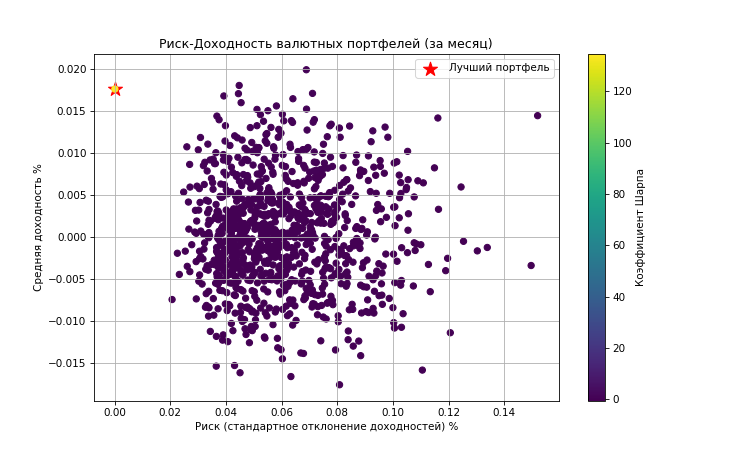 Риск-Доходность валютных портфелей (за месяц)
Лучший портфель
0.020
0.015
0.010
0.005
0.000
−0.005
−0.010
−0.015
Средняя доходность %
0.00 0.02 0.04 0.06 0.08 0.10 0.12 0.14
Риск (стандартное отклонение доходностей) %
120
100
80
60
40
20
0
Коэффициент Шарпа